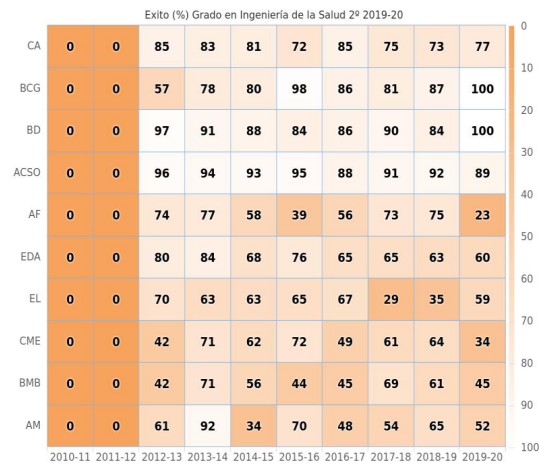 Exito (%) Grado en Ingeniería de la Salud 2º 2019-20
CA 0 0 85 83 81 72 85 75 73 77
BCG 0 0 57 78 80 98 86 81 87 100
BD 0 0 97 91 88 84 86 90 84 100
ACSO 0 0 96 94 93 95 88 91 92 89
AF 0 0 74 77 58 39 56 73 75 23
EDA 0 0 80 84 68 76 65 65 63 60
EL 0 0 70 63 63 65 67 29 35 59
CME 0 0 42 71 62 72 49 61 64 34
BMB 0 0 42 71 56 44 45 69 61 45
AM 0 0 61 92 34 70 48 54 65 52
2010-11 2011-12 2012-13 2013-14 2014-15 2015-16 2016-17 2017-18 2018-19 2019-20
0
10
20
30
40
50
60
70
80
90
100